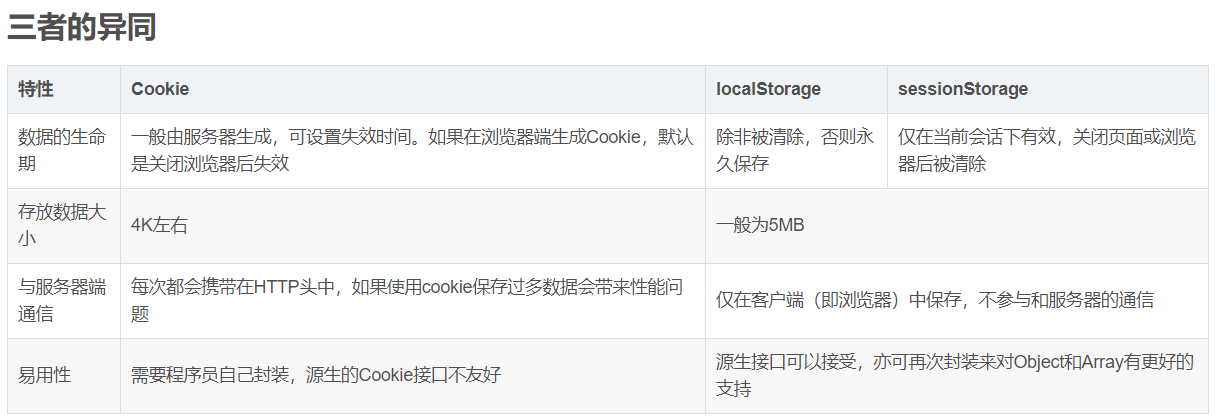 三者的异同
特性
Cookie
localStorage
sessionStorage
数据的生命
期
一般由服务器生成，可设置失效时间。如果在浏览器端生成Cookie，默认
是关闭浏览器后失效
除非被清除，否则永
久保存
仅在当前会话下有效，关闭页面或浏览
器后被清除
存放数据大
小
4K左右
一般为5MB
与服务器端
通信
每次都会携带在HTTP头中，如果使用cookie保存过多数据会带来性能问
题
仅在客户端（即浏览器）中保存，不参与和服务器的通信
易用性
需要程序员自己封装，源生的Cookie接口不友好
源生接口可以接受，亦可再次封装来对Object和Array有更好的
支持